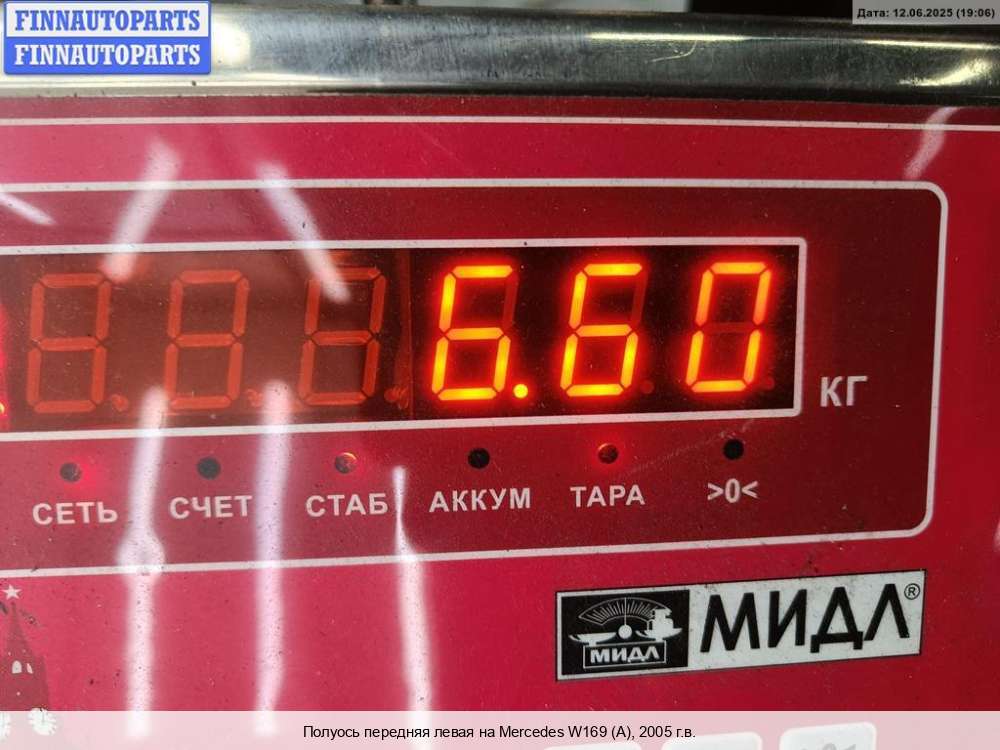 FINNAUTOPARTS
FINNAUTOPARTS
Дата: 12.06.2025 (19:06)
6.60
КГ
СЕТЬ СЧЕТ СТАБ АККУМ ТАРА >0<
МИДЛ МИДЛ®
Полуось передняя левая на Mercedes W169 (A), 2005 г.в.